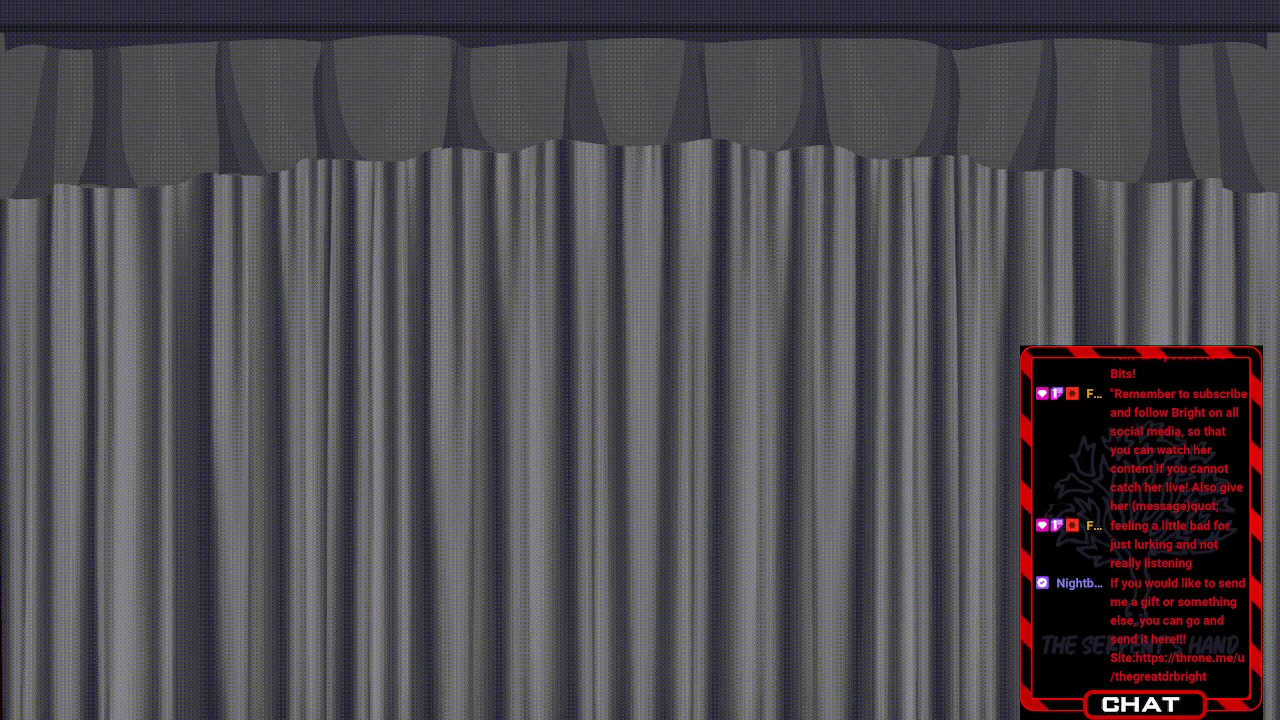 Bits!
F... "Remember to subscribe
and follow Bright on all
social media, so that
you can watch her
content if you cannot
catch her live! Also give
her (message)quot;
F... feeling a little bad for
just lurking and not
really listening
Nightb... If you would like to send
me a gift or something
else, you can go and
send it here!!!
THE SERPENT'S HAND
Site:https://throne.me/u
/thegreatdrbright
CHAT